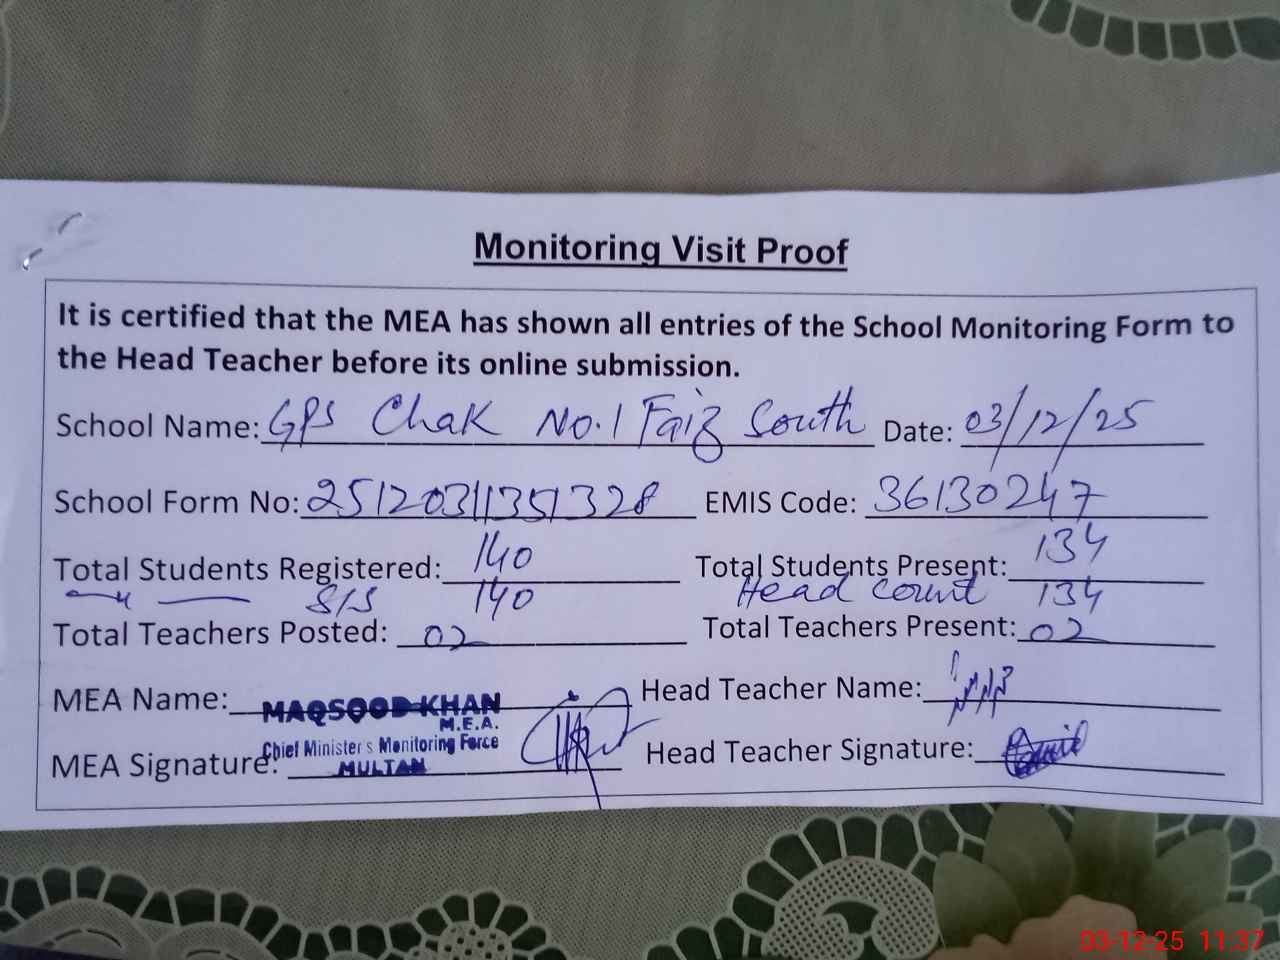 Monitoring Visit Proof
It is certified that the MEA has shown all entries of the School Monitoring Form to
the Head Teacher before its online submission.
School Name: GPS Chak No.1 Faiz South Date: 03/12/25
School Form No: 25120311351328 EMIS Code: 36130247
Total Students Registered: 140 Total Students Present: 134
S/S 140 Head count 134
Total Teachers Posted: 02 Total Teachers Present: 02
MEA Name: MAQSOOD KHAN Head Teacher Name:
M.E.A.
Chief Minister's Monitoring Force
MEA Signature: MULTAN Head Teacher Signature:
03-12-25 11:37